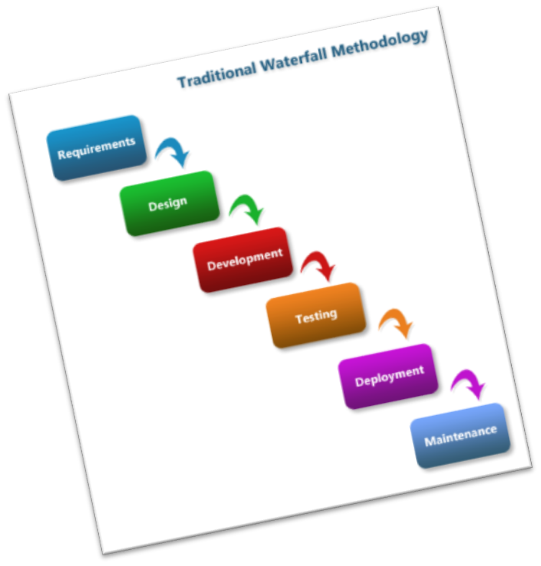 Traditional Waterfall Methodology
Requirements
Design
Development
Testing
Deployment
Maintenance